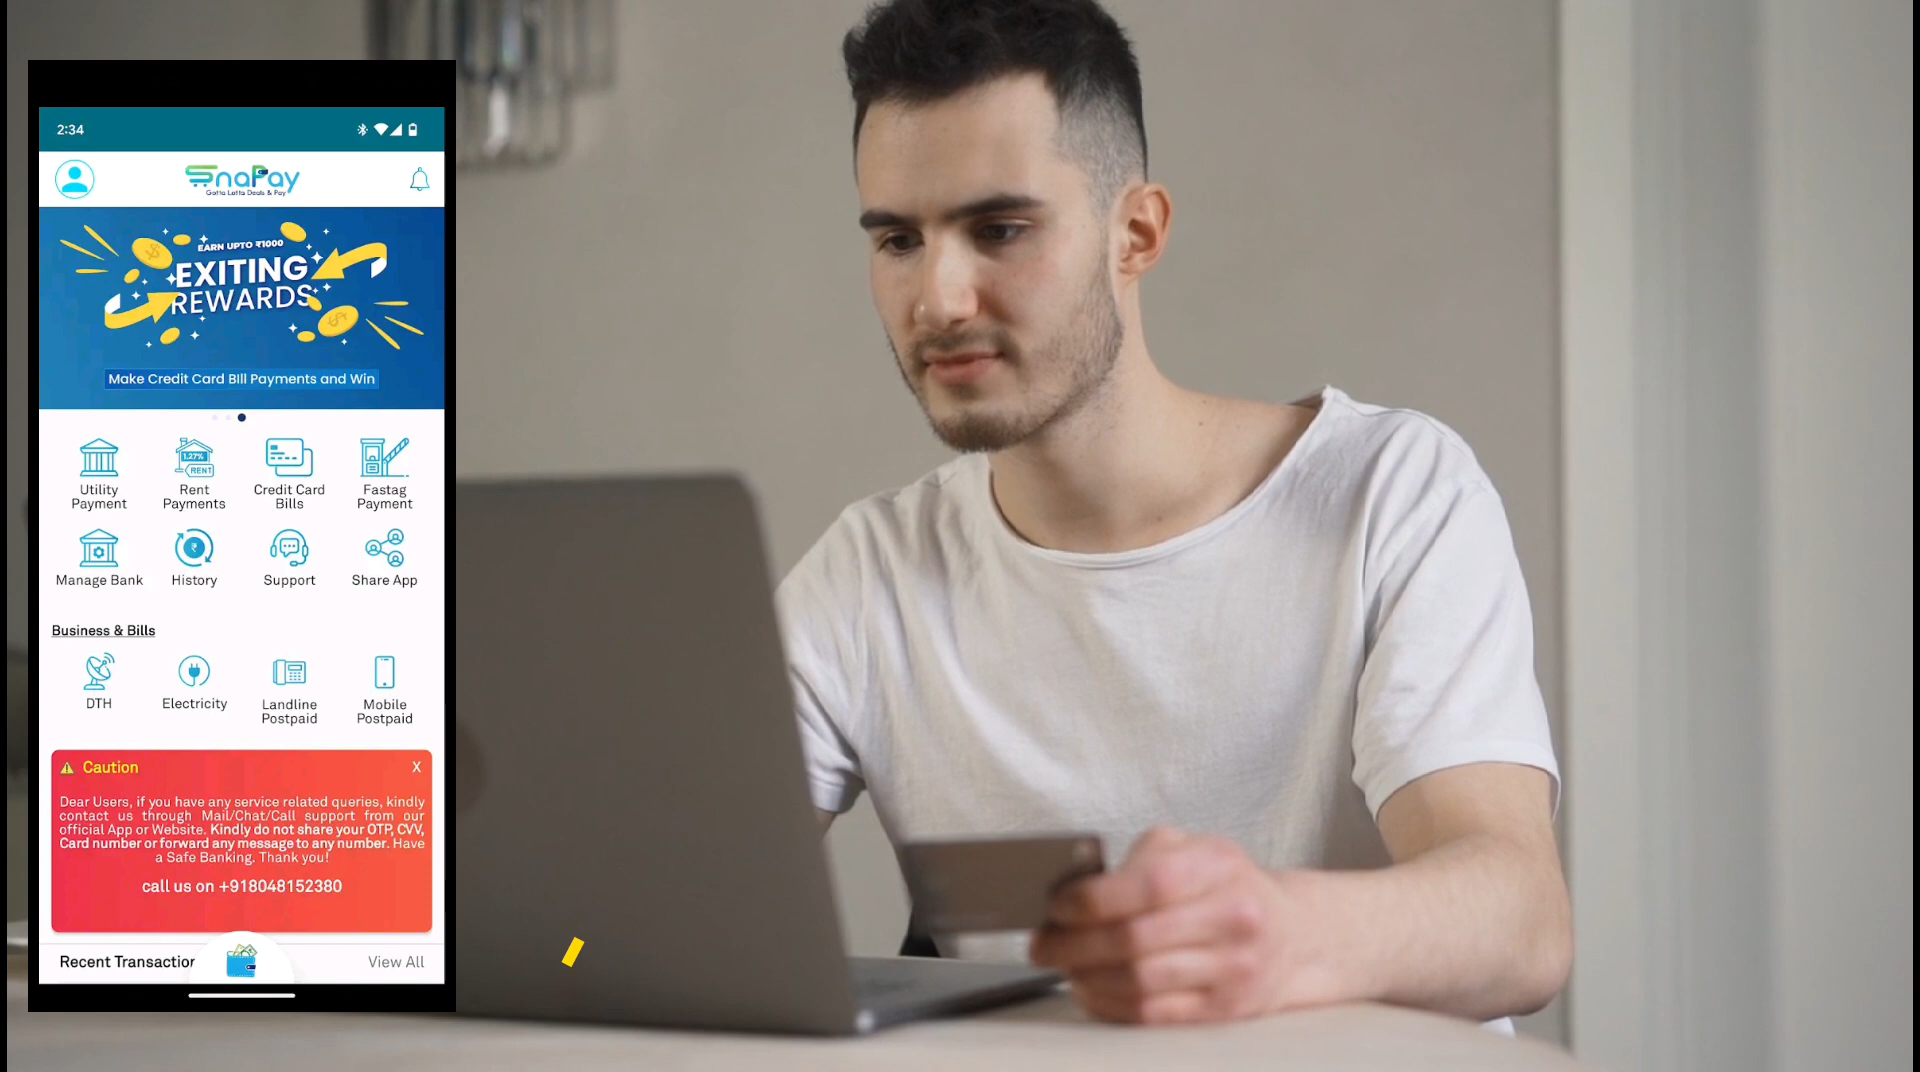 2:34
SnaPay
Gotta Lotta Deals & Pay
EARN UPTO ₹1000
EXITING
REWARDS
Make Credit Card BIll Payments and Win
1.27%
RENT
Utility
Payment
Rent
Payments
Credit Card
Bills
Fastag
Payment
Manage Bank
History
Support
Share App
Business & Bills
DTH
Electricity
Landline
Postpaid
Mobile
Postpaid
Caution
X
Dear Users, if you have any service related queries, kindly
contact us through Mail/Chat/Call support from our
official App or Website. Kindly do not share your OTP, CVV,
Card number or forward any message to any number. Have
a Safe Banking. Thank you!
call us on +918048152380
Recent Transaction
View All